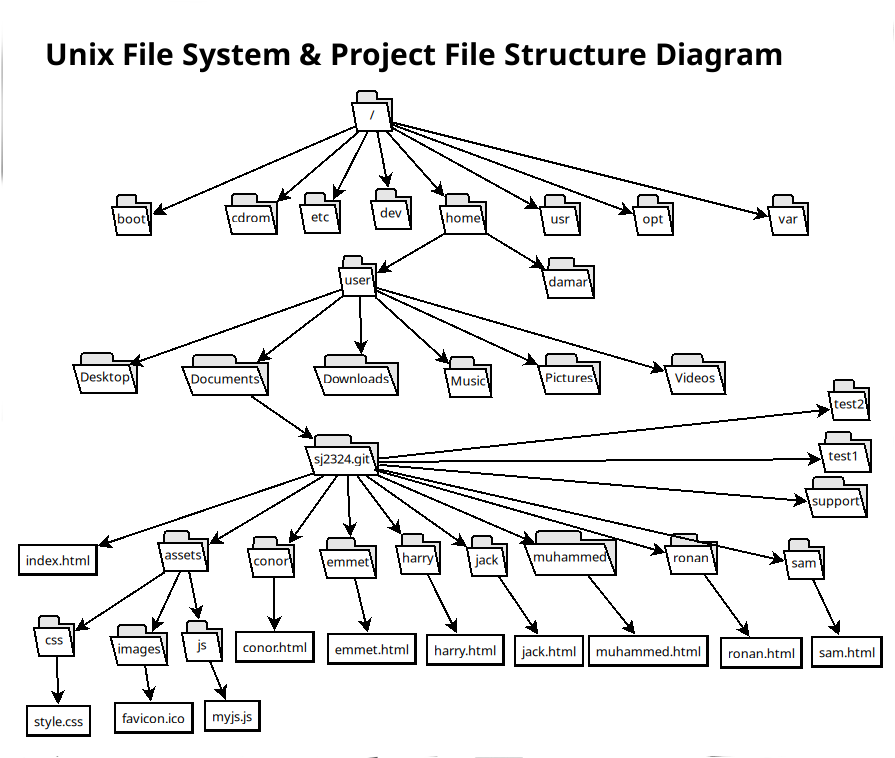 Unix File System & Project File Structure Diagram
/
boot
cdrom
etc
dev
home
usr
opt
var
user
damar
Desktop
Documents
Downloads
Music
Pictures
Videos
test2
sj2324.git
test1
support
index.html
assets
conor
emmet
harry
jack
muhammed
ronan
sam
css
images
js
conor.html
emmet.html
harry.html
jack.html
muhammed.html
ronan.html
sam.html
style.css
favicon.ico
myjs.js